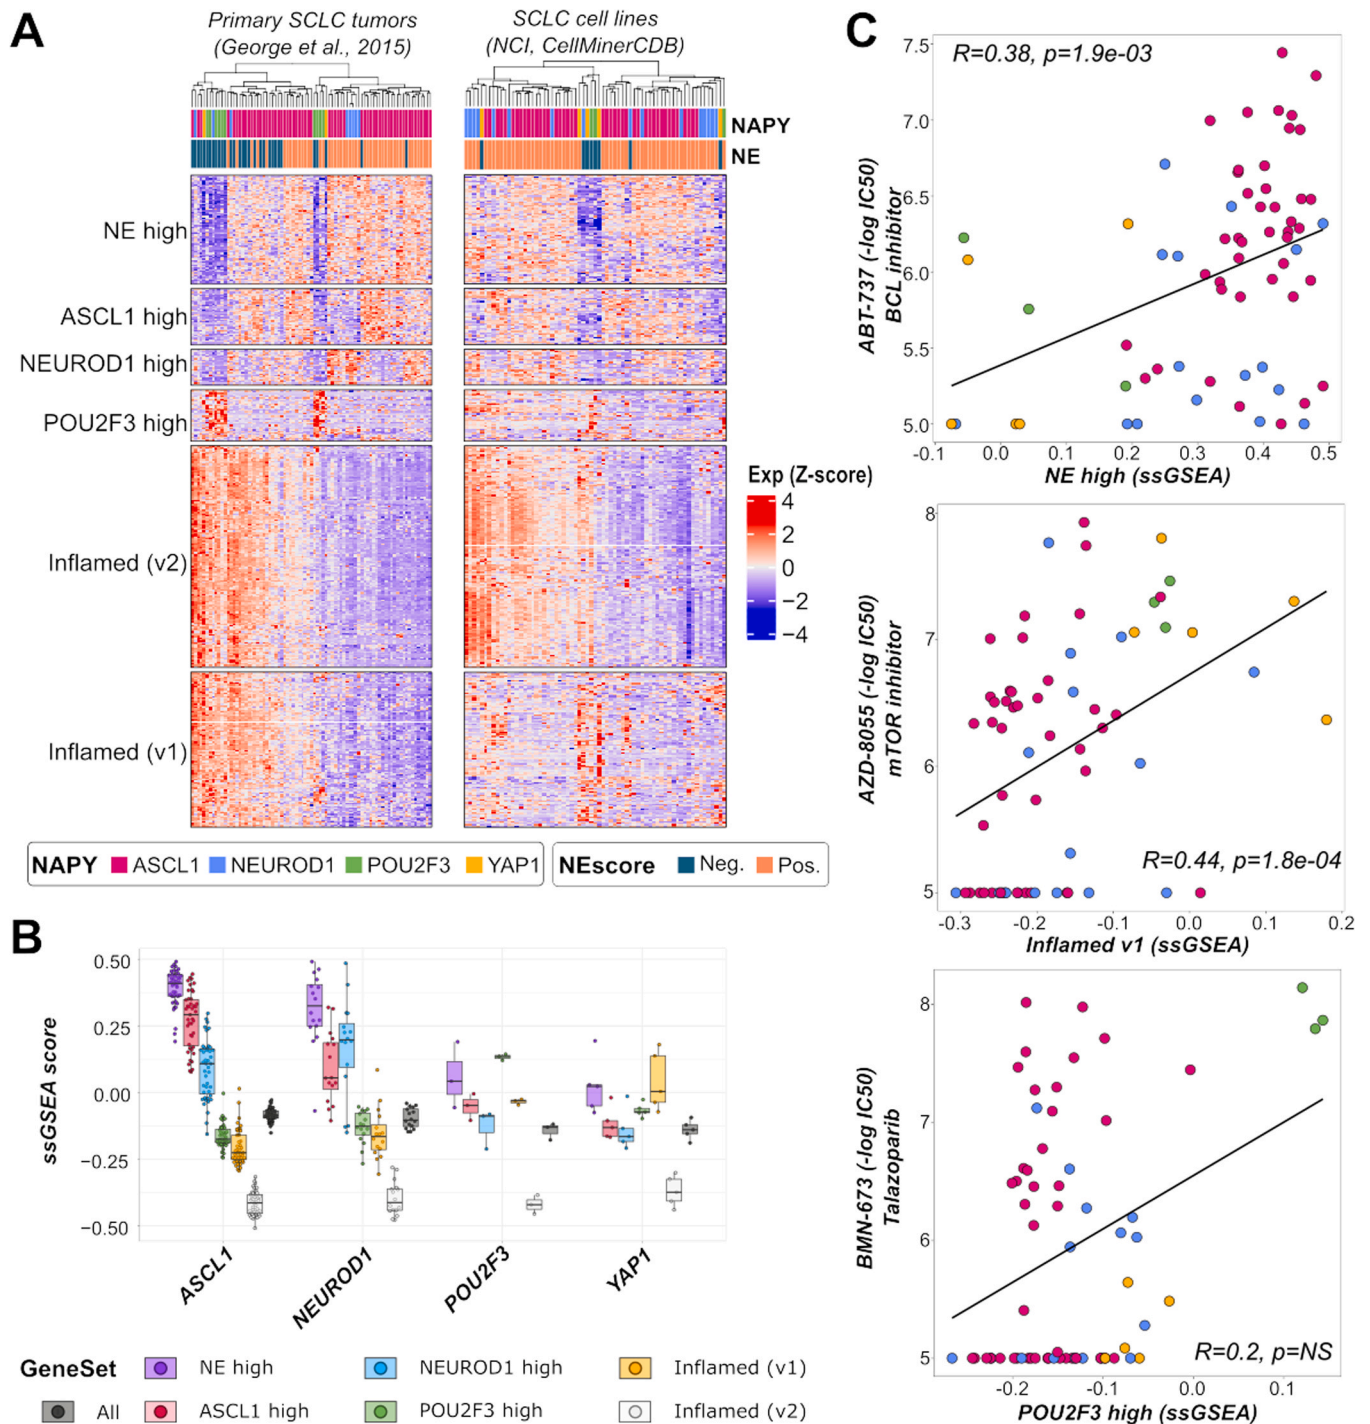 A
Primary SCLC tumors
(George et al., 2015)
SCLC cell lines
(NCI, CellMinerCDB)
NAPY
NE
NE high
ASCL1 high
NEUROD1 high
POU2F3 high
Inflamed (v2)
Inflamed (v1)
Exp (Z-score)
4
2
0
−2
−4
NAPY ASCL1 NEUROD1 POU2F3 YAP1
NEscore Neg. Pos.
B
ssGSEA score
0.50
0.25
0.00
−0.25
−0.50
ASCL1
NEUROD1
POU2F3
YAP1
GeneSet NE high NEUROD1 high Inflamed (v1)
All ASCL1 high POU2F3 high Inflamed (v2)
C
R=0.38, p=1.9e-03
ABT-737 (-log IC50)
BCL inhibitor
7.5
7.0
6.5
6.0
5.5
5.0
-0.1 0.0 0.1 0.2 0.3 0.4 0.5
NE high (ssGSEA)
AZD-8055 (-log IC50)
mTOR inhibitor
8
7
6
5
R=0.44, p=1.8e-04
-0.3 -0.2 -0.1 0.0 0.1 0.2
Inflamed v1 (ssGSEA)
BMN-673 (-log IC50)
Talazoparib
8
7
6
5
R=0.2, p=NS
-0.2 -0.1 0.0 0.1
POU2F3 high (ssGSEA)